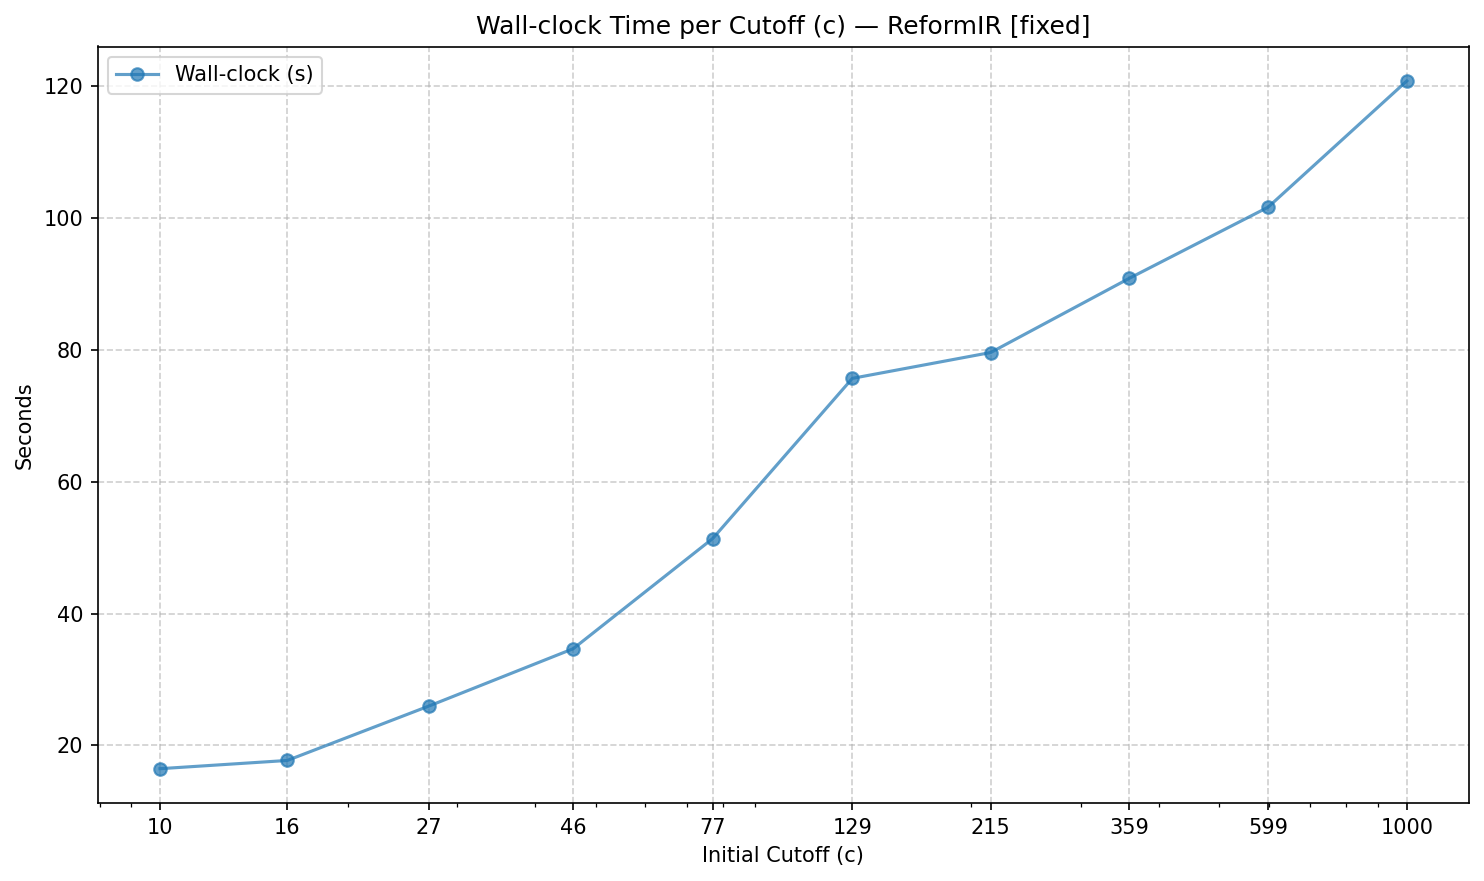 Wall-clock Time per Cutoff (c) — ReformIR [fixed]
Wall-clock (s)
120
100
80
60
40
20
Seconds
10 16 27 46 77 129 215 359 599 1000
Initial Cutoff (c)